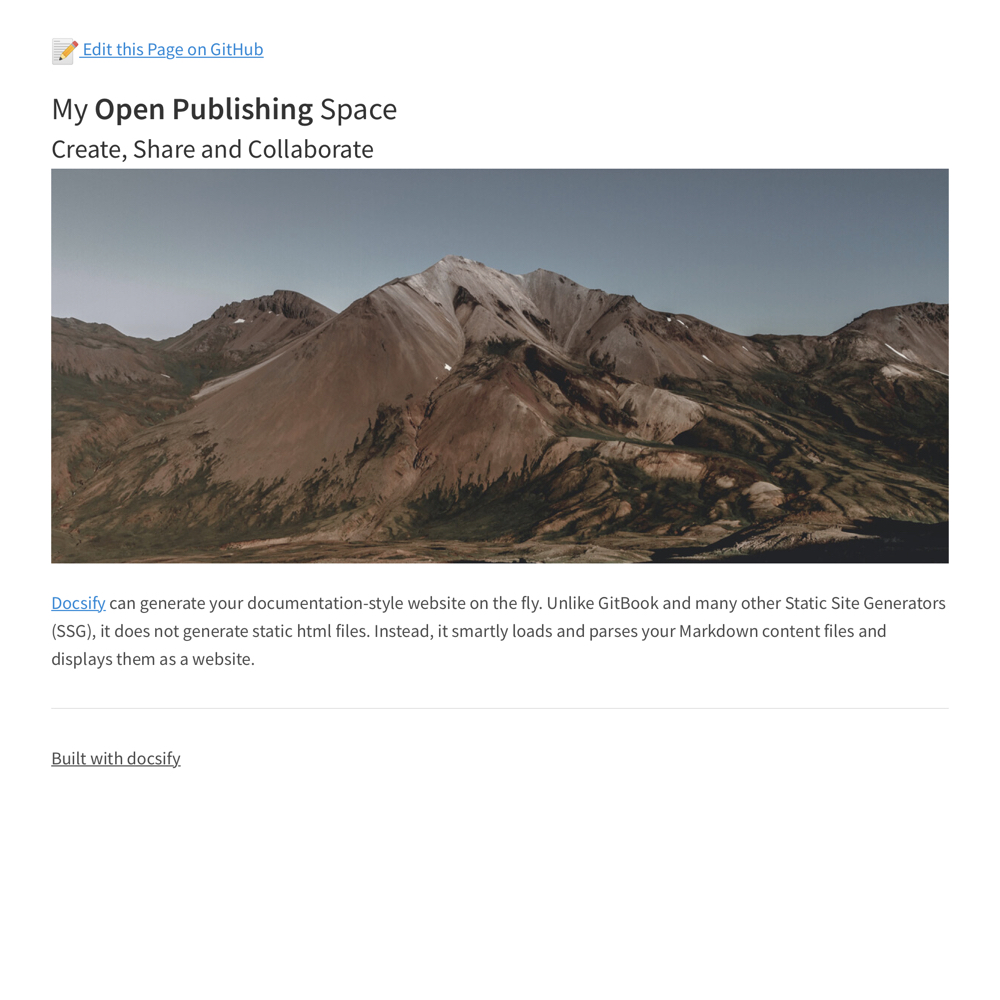 Edit this Page on GitHub
My Open Publishing Space
Create, Share and Collaborate
Docsify can generate your documentation-style website on the fly. Unlike GitBook and many other Static Site Generators
(SSG), it does not generate static html files. Instead, it smartly loads and parses your Markdown content files and
displays them as a website.
Built with docsify